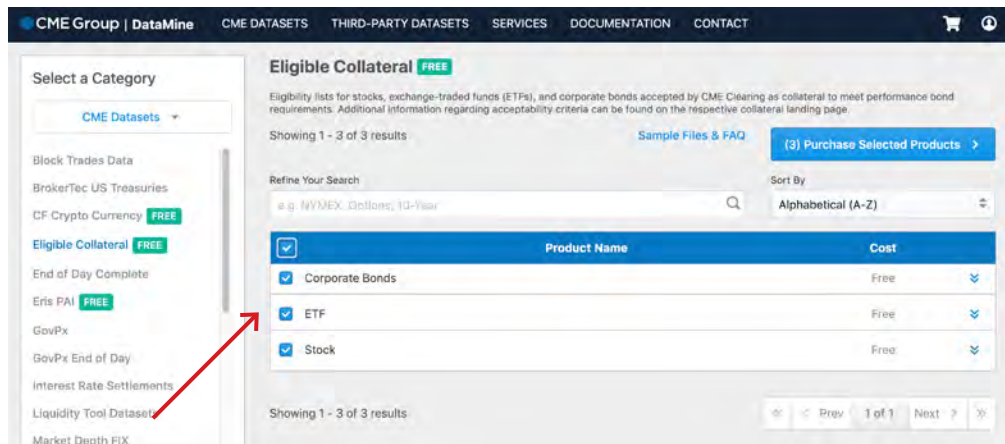 CME Group | DataMine
CME DATASETS THIRD-PARTY DATASETS SERVICES DOCUMENTATION CONTACT
Select a Category
CME Datasets
Block Trades Data
BrokerTec US Treasuries
CF Crypto Currency FREE
Eligible Collateral FREE
End of Day Complete
Eris PAI FREE
GovPx
GovPx End of Day
Interest Rate Settlements
Liquidity Tool Datasets
Market Depth FIX
Eligible Collateral FREE
Eligibility lists for stocks, exchange-traded funds (ETFs), and corporate bonds accepted by CME Clearing as collateral to meet performance bond
requirements. Additional information regarding acceptability criteria can be found on the respective collateral landing page.
Showing 1 - 3 of 3 results
Sample Files & FAQ
(3) Purchase Selected Products >
Refine Your Search
e.g. NYMEX, Options, 10-Year
Sort By
Alphabetical (A-Z)
Product Name Cost
Corporate Bonds Free
ETF Free
Stock Free
Showing 1 - 3 of 3 results
« < Prev 1 of 1 Next > »